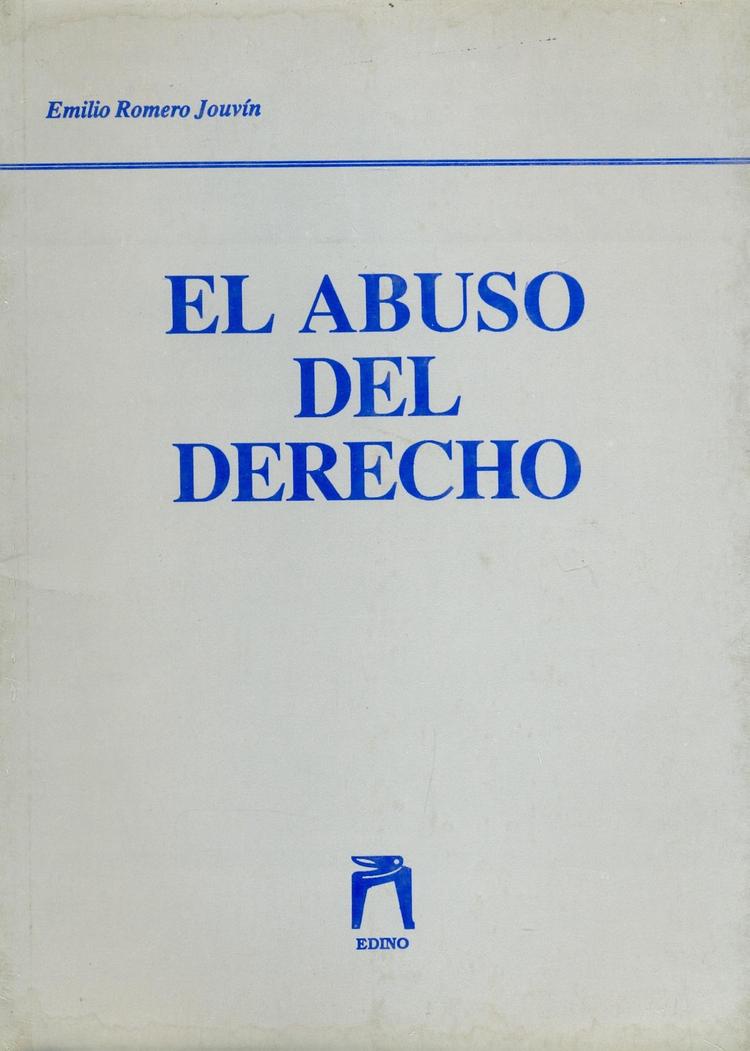 Emilio Romero Jouvín
EL ABUSO
DEL
DERECHO
EDINO